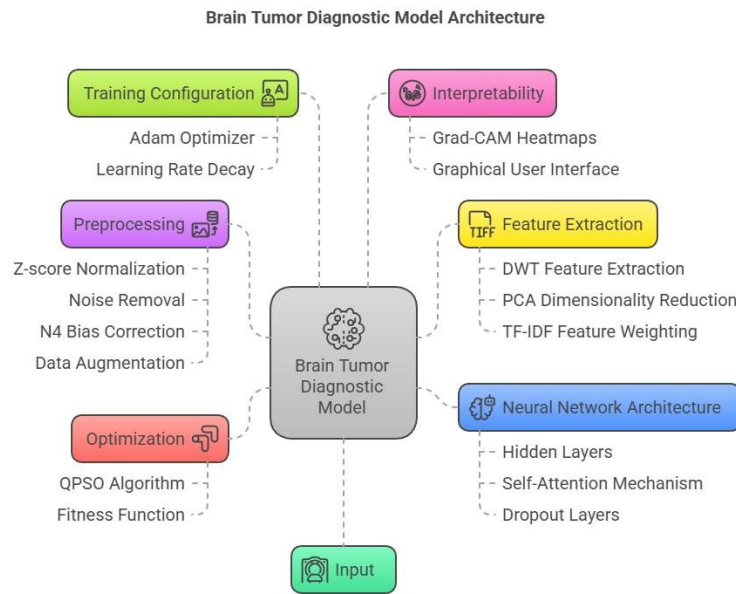 Brain Tumor Diagnostic Model Architecture
Training Configuration
Adam Optimizer
Learning Rate Decay
Interpretability
Grad-CAM Heatmaps
Graphical User Interface
Preprocessing
Z-score Normalization
Noise Removal
N4 Bias Correction
Data Augmentation
TIFF
Feature Extraction
DWT Feature Extraction
PCA Dimensionality Reduction
TF-IDF Feature Weighting
Brain Tumor
Diagnostic
Model
Optimization
QPSO Algorithm
Fitness Function
Neural Network Architecture
Hidden Layers
Self-Attention Mechanism
Dropout Layers
Input